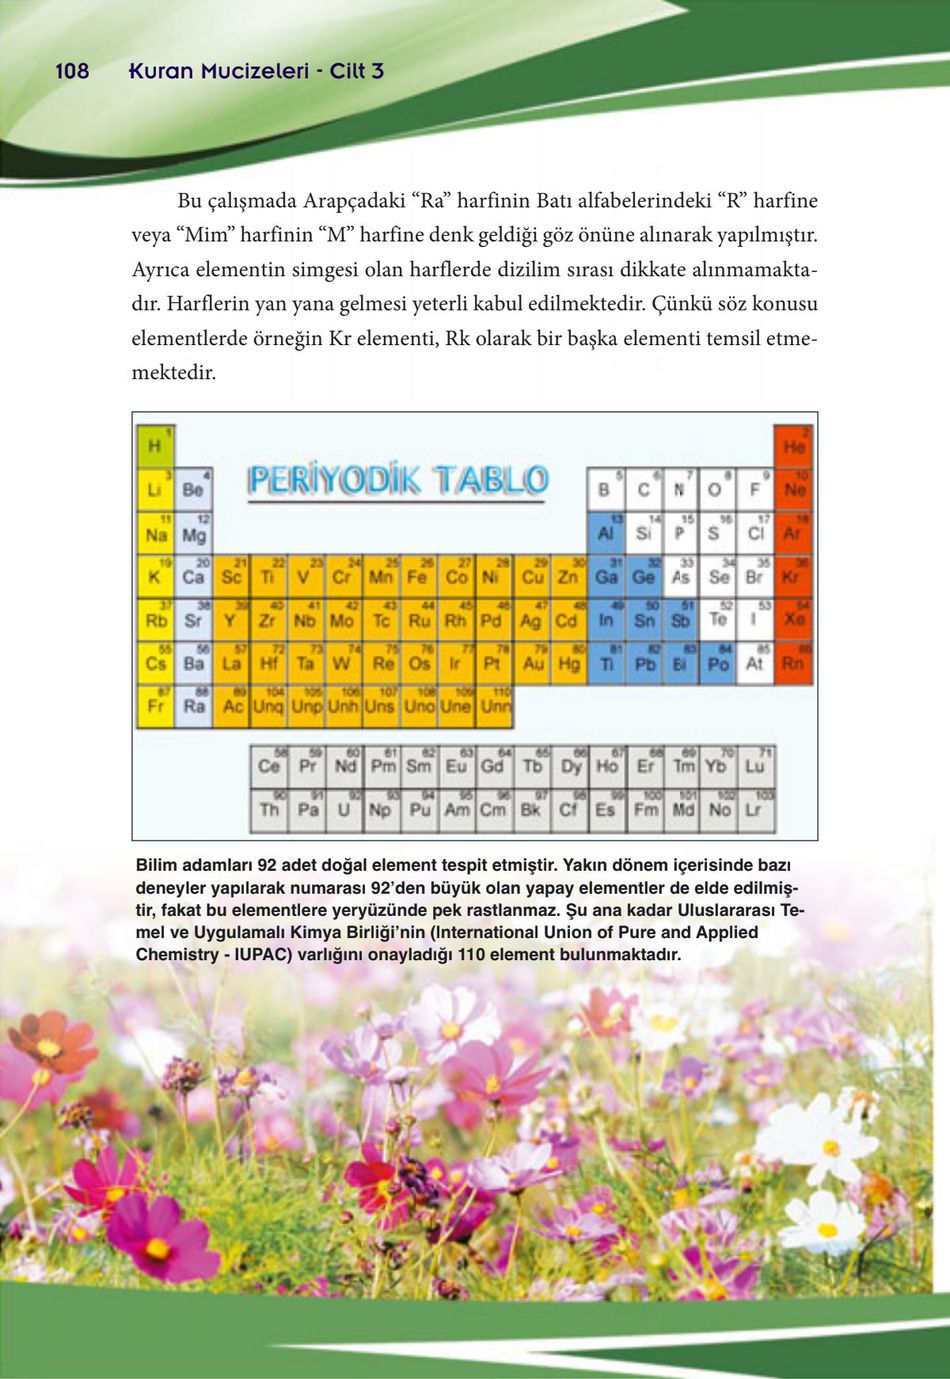 108 Kuran Mucizeleri - Cilt 3
Bu çalışmada Arapçadaki “Ra” harfinin Batı alfabelerindeki “R” harfine
veya “Mim” harfinin “M” harfine denk geldiği göz önüne alınarak yapılmıştır.
Ayrıca elementin simgesi olan harflerde dizilim sırası dikkate alınmamakta-
dır. Harflerin yan yana gelmesi yeterli kabul edilmektedir. Çünkü söz konusu
elementlerde örneğin Kr elementi, Rk olarak bir başka elementi temsil etme-
mektedir.
PERİYODİK TABLO
1 2
H He
3 4 5 6 7 8 9 10
Li Be B C N O F Ne
11 12 13 14 15 16 17 18
Na Mg Al Si P S Cl Ar
19 20 21 22 23 24 25 26 27 28 29 30 31 32 33 34 35 36
K Ca Sc Ti V Cr Mn Fe Co Ni Cu Zn Ga Ge As Se Br Kr
37 38 39 40 41 42 43 44 45 46 47 48 49 50 51 52 53 54
Rb Sr Y Zr Nb Mo Tc Ru Rh Pd Ag Cd In Sn Sb Te I Xe
55 56 57 72 73 74 75 76 77 78 79 80 81 82 83 84 85 86
Cs Ba La Hf Ta W Re Os Ir Pt Au Hg Ti Pb Bi Po At Rn
87 88 89 104 105 106 107 108 109 110
Fr Ra Ac Unq Unp Unh Uns Uno Une Unn
58 59 60 61 62 63 64 65 66 67 68 69 70 71
Ce Pr Nd Pm Sm Eu Gd Tb Dy Ho Er Tm Yb Lu
90 91 92 93 94 95 96 97 98 99 100 101 102 103
Th Pa U Np Pu Am Cm Bk Cf Es Fm Md No Lr
Bilim adamları 92 adet doğal element tespit etmiştir. Yakın dönem içerisinde bazı
deneyler yapılarak numarası 92’den büyük olan yapay elementler de elde edilmiş-
tir, fakat bu elementlere yeryüzünde pek rastlanmaz. Şu ana kadar Uluslararası Te-
mel ve Uygulamalı Kimya Birliği’nin (International Union of Pure and Applied
Chemistry - IUPAC) varlığını onayladığı 110 element bulunmaktadır.